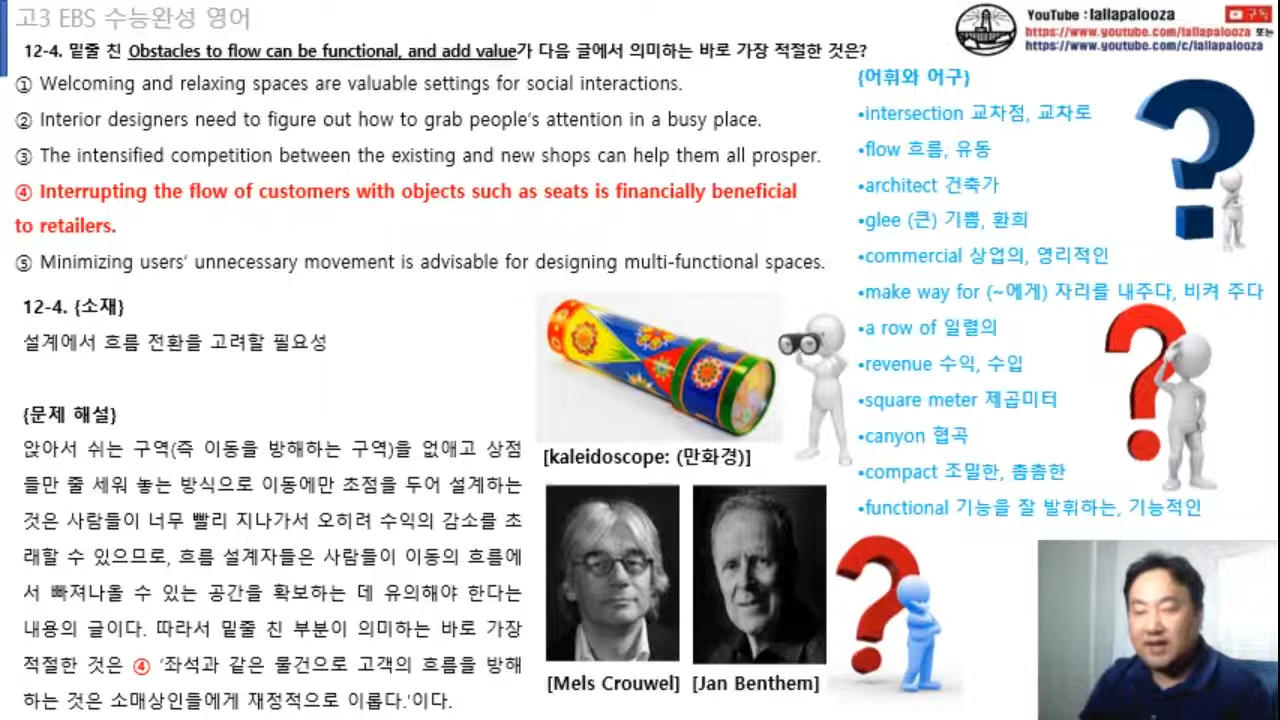 고3 EBS 수능완성 영어
YouTube : lallapalooza
구독
https://www.youtube.com/lallapalooza 또는
https://www.youtube.com/c/lallapalooza
12-4. 밑줄 친 Obstacles to flow can be functional, and add value가 다음 글에서 의미하는 바로 가장 적절한 것은?
① Welcoming and relaxing spaces are valuable settings for social interactions.
② Interior designers need to figure out how to grab people's attention in a busy place.
③ The intensified competition between the existing and new shops can help them all prosper.
④ Interrupting the flow of customers with objects such as seats is financially beneficial
to retailers.
⑤ Minimizing users' unnecessary movement is advisable for designing multi-functional spaces.
12-4. {소재}
설계에서 흐름 전환을 고려할 필요성
{문제 해설}
앉아서 쉬는 구역(즉 이동을 방해하는 구역)을 없애고 상점
들만 줄 세워 놓는 방식으로 이동에만 초점을 두어 설계하는
것은 사람들이 너무 빨리 지나가서 오히려 수익의 감소를 초
래할 수 있으므로, 흐름 설계자들은 사람들이 이동의 흐름에
서 빠져나올 수 있는 공간을 확보하는 데 유의해야 한다는
내용의 글이다. 따라서 밑줄 친 부분이 의미하는 바로 가장
적절한 것은 ④ '좌석과 같은 물건으로 고객의 흐름을 방해
하는 것은 소매상인들에게 재정적으로 이롭다.'이다.
[kaleidoscope: (만화경)]
[Mels Crouwel] [Jan Benthem]
{어휘와 어구}
•intersection 교차점, 교차로
•flow 흐름, 유동
•architect 건축가
•glee (큰) 기쁨, 환희
•commercial 상업의, 영리적인
•make way for (~에게) 자리를 내주다, 비켜 주다
•a row of 일렬의
•revenue 수익, 수입
•square meter 제곱미터
•canyon 협곡
•compact 조밀한, 촘촘한
•functional 기능을 잘 발휘하는, 기능적인